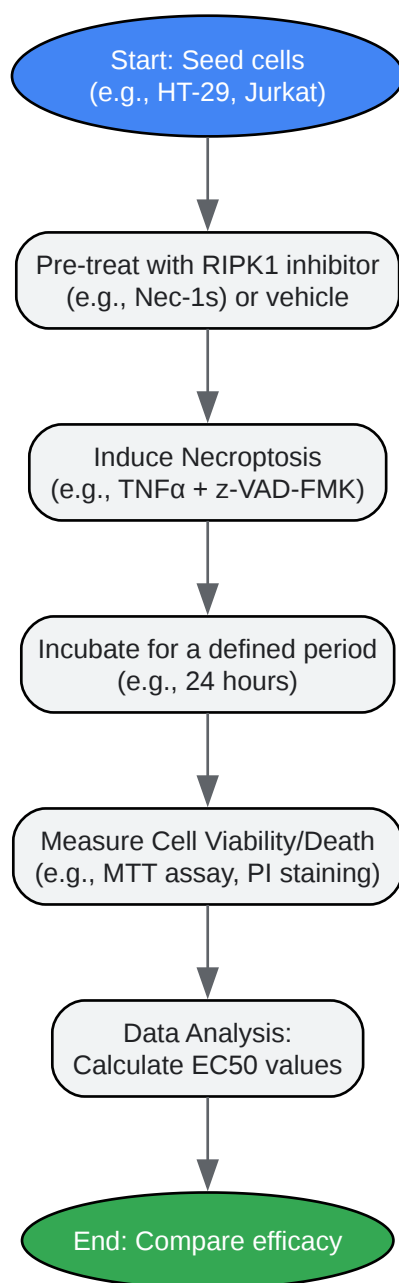 Start: Seed cells
(e.g., HT-29, Jurkat)
Pre-treat with RIPK1 inhibitor
(e.g., Nec-1s) or vehicle
Induce Necroptosis
(e.g., TNFα + z-VAD-FMK)
Incubate for a defined period
(e.g., 24 hours)
Measure Cell Viability/Death
(e.g., MTT assay, PI staining)
Data Analysis:
Calculate EC50 values
End: Compare efficacy